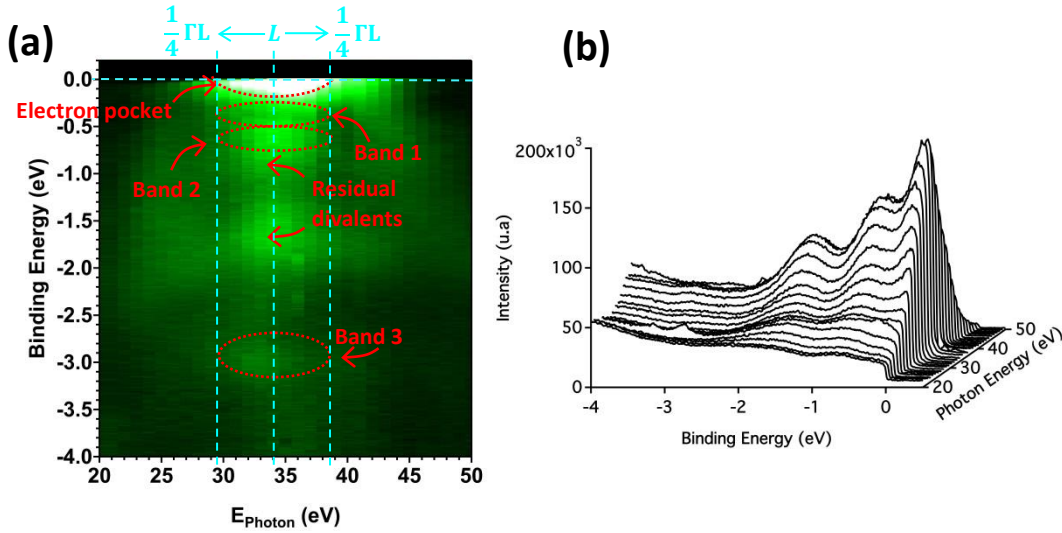 (a)
1/4 ΓL ← L → 1/4 ΓL
0.0
-0.5
-1.0
-1.5
-2.0
-2.5
-3.0
-3.5
-4.0
Binding Energy (eV)
Electron pocket
Band 1
Band 2
Residual
divalents
Band 3
20 25 30 35 40 45 50
E_Photon (eV)
(b)
200x10³
150
100
50
0
Intensity (u.a)
-4 -3 -2 -1 0
Binding Energy (eV)
20 30 40 50
Photon Energy (eV)